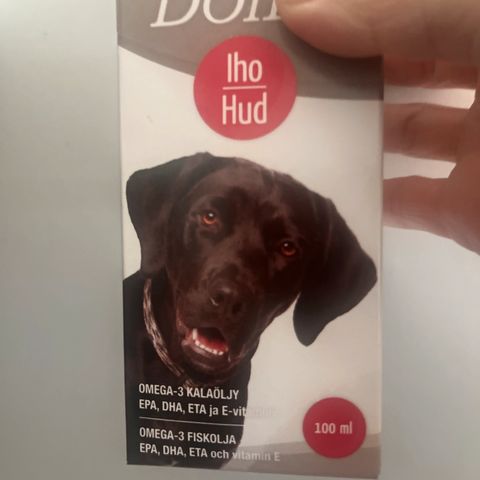 Iho
Hud
OMEGA-3 KALAÖLJY
EPA, DHA, ETA ja E-vitamiini
OMEGA-3 FISKOLJA
EPA, DHA, ETA och vitamin E
100 ml